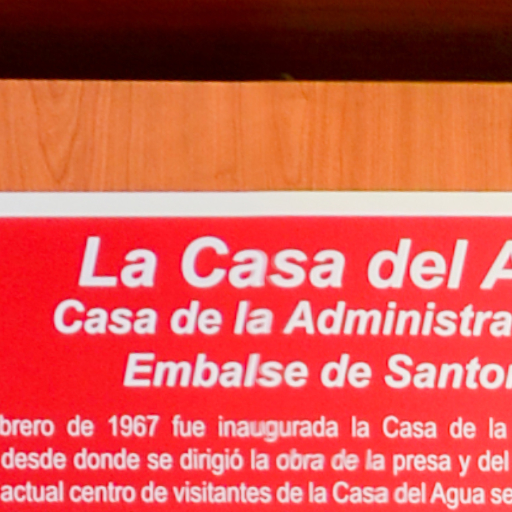 La Casa del A
Casa de la Administra
Embalse de Santo
brero de 1967 fue inaugurada la Casa de la
desde donde se dirigió la obra de la presa y del
actual centro de visitantes de la Casa del Agua se